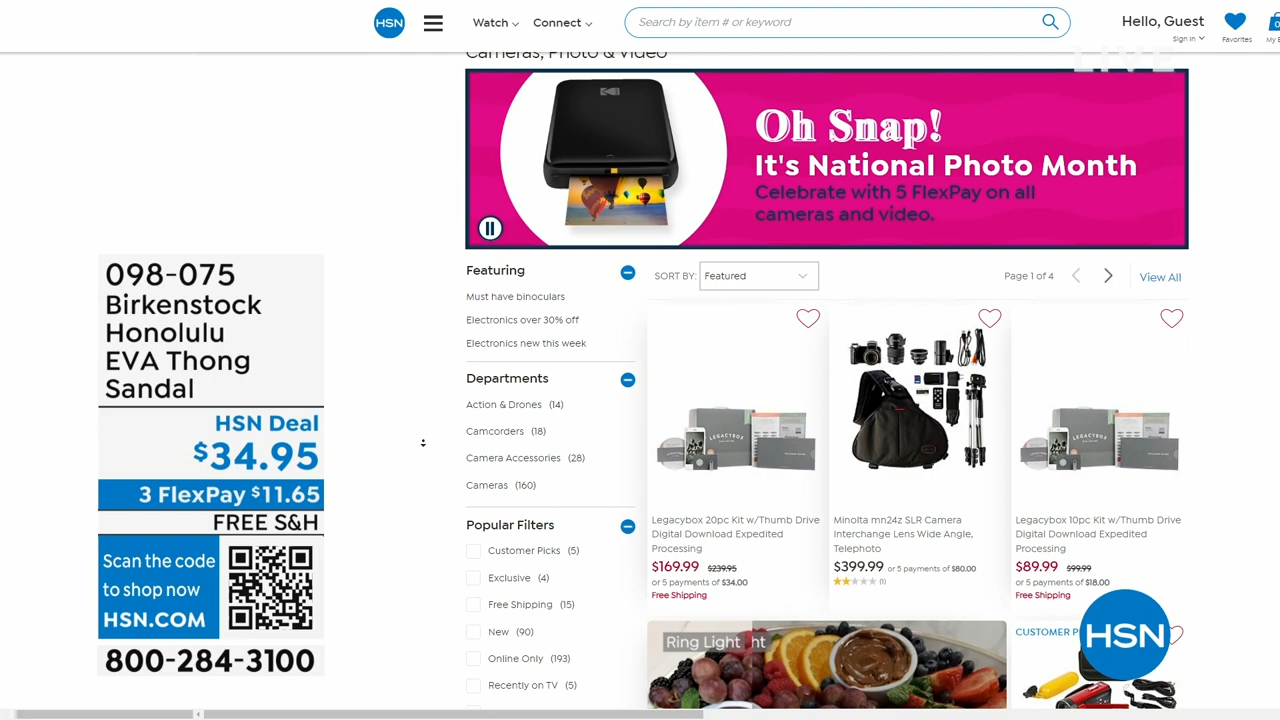 HSN
Watch
Connect
Search by item # or keyword
Hello, Guest
Sign In
Favorites
0
LIVE
Cameras, Photo & Video
Oh Snap!
It's National Photo Month
Celebrate with 5 FlexPay on all
cameras and video.
098-075
Birkenstock
Honolulu
EVA Thong
Sandal
HSN Deal
$34.95
3 FlexPay $11.65
FREE S&H
Scan the code
to shop now
HSN.COM
800-284-3100
Featuring
Must have binoculars
Electronics over 30% off
Electronics new this week
Departments
Action & Drones (14)
Camcorders (18)
Camera Accessories (28)
Cameras (160)
Popular Filters
Customer Picks (5)
Exclusive (4)
Free Shipping (15)
New (90)
Online Only (193)
Recently on TV (5)
SORT BY: Featured
Page 1 of 4
View All
LEGACYBOX
Legacybox 20pc Kit w/Thumb Drive
Digital Download Expedited
Processing
$169.99 $239.95
or 5 payments of $34.00
Free Shipping
Minolta mn24z SLR Camera
Interchange Lens Wide Angle,
Telephoto
$399.99 or 5 payments of $80.00
(1)
LEGACYBOX
Legacybox 10pc Kit w/Thumb Drive
Digital Download Expedited
Processing
$89.99 $99.99
or 5 payments of $18.00
Free Shipping
Ring Light ht
CUSTOMER P
HSN